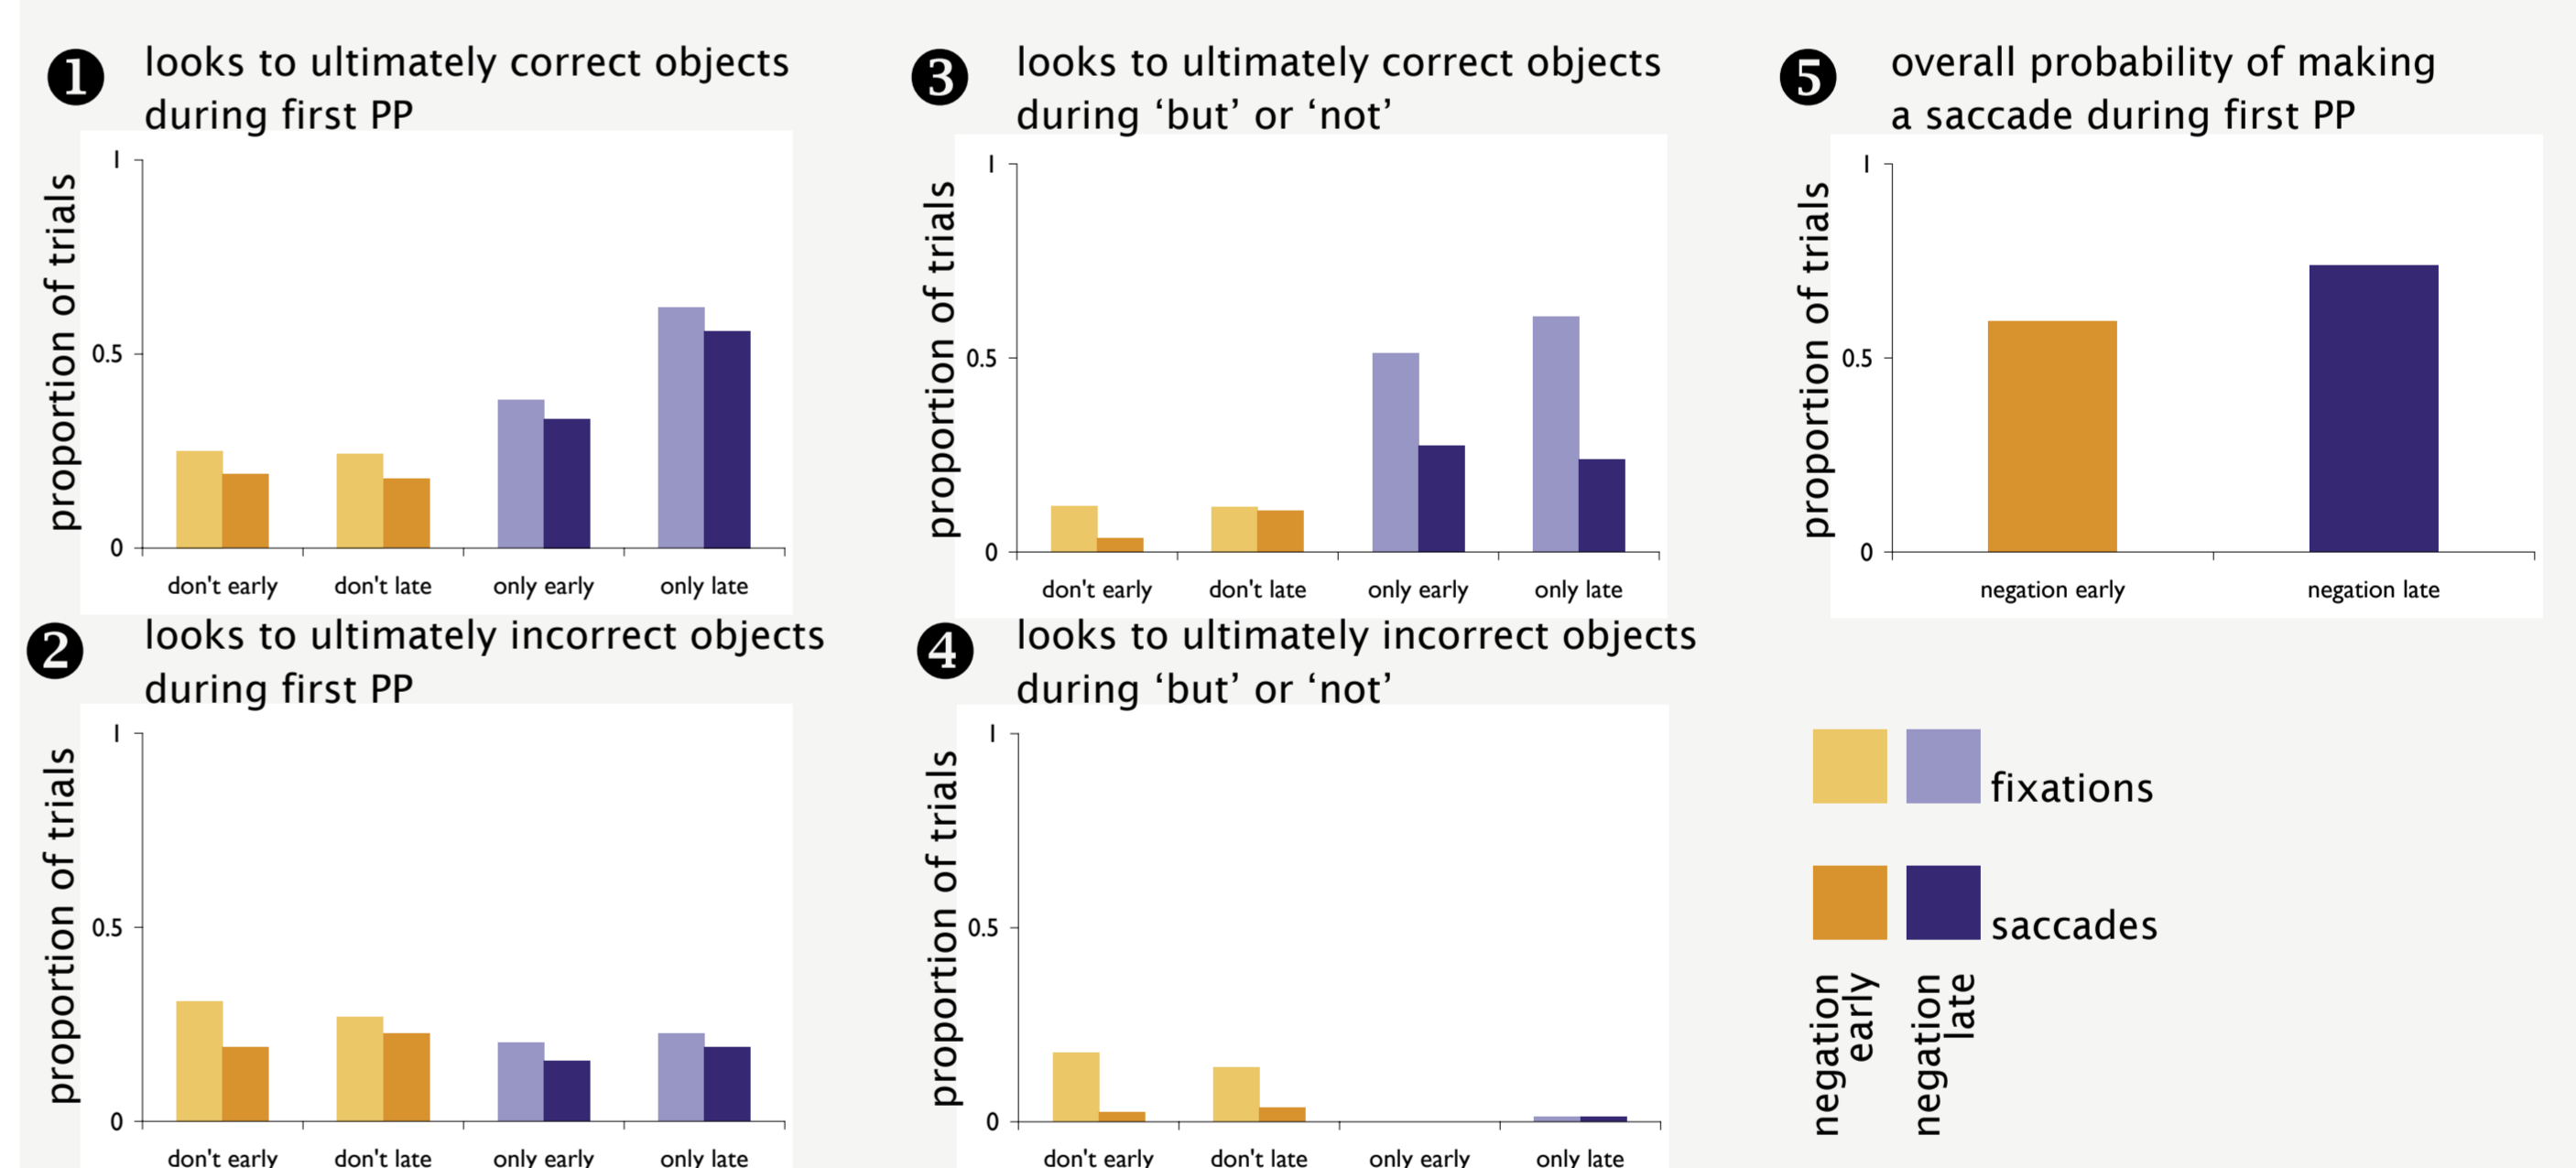 ❶ looks to ultimately correct objects
during first PP
proportion of trials
1
0.5
0
don't early don't late only early only late
❷ looks to ultimately incorrect objects
during first PP
proportion of trials
1
0.5
0
don't early don't late only early only late
❸ looks to ultimately correct objects
during ‘but’ or ‘not’
proportion of trials
1
0.5
0
don't early don't late only early only late
❹ looks to ultimately incorrect objects
during ‘but’ or ‘not’
proportion of trials
1
0.5
0
don't early don't late only early only late
❺ overall probability of making
a saccade during first PP
proportion of trials
1
0.5
0
negation early negation late
fixations
saccades
negation
early
negation
late